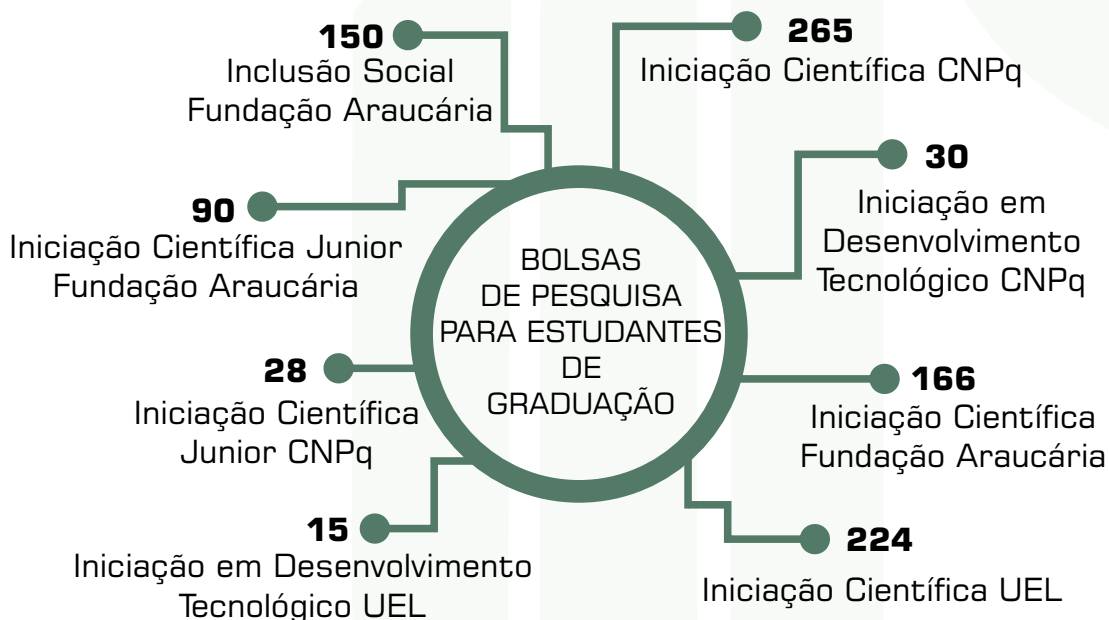 150
Inclusão Social
Fundação Araucária
265
Iniciação Científica CNPq
30
Iniciação em
Desenvolvimento
Tecnológico CNPq
90
Iniciação Científica Junior
Fundação Araucária
BOLSAS
DE PESQUISA
PARA ESTUDANTES
DE
GRADUAÇÃO
28
Iniciação Científica
Junior CNPq
166
Iniciação Científica
Fundação Araucária
15
Iniciação em Desenvolvimento
Tecnológico UEL
224
Iniciação Científica UEL